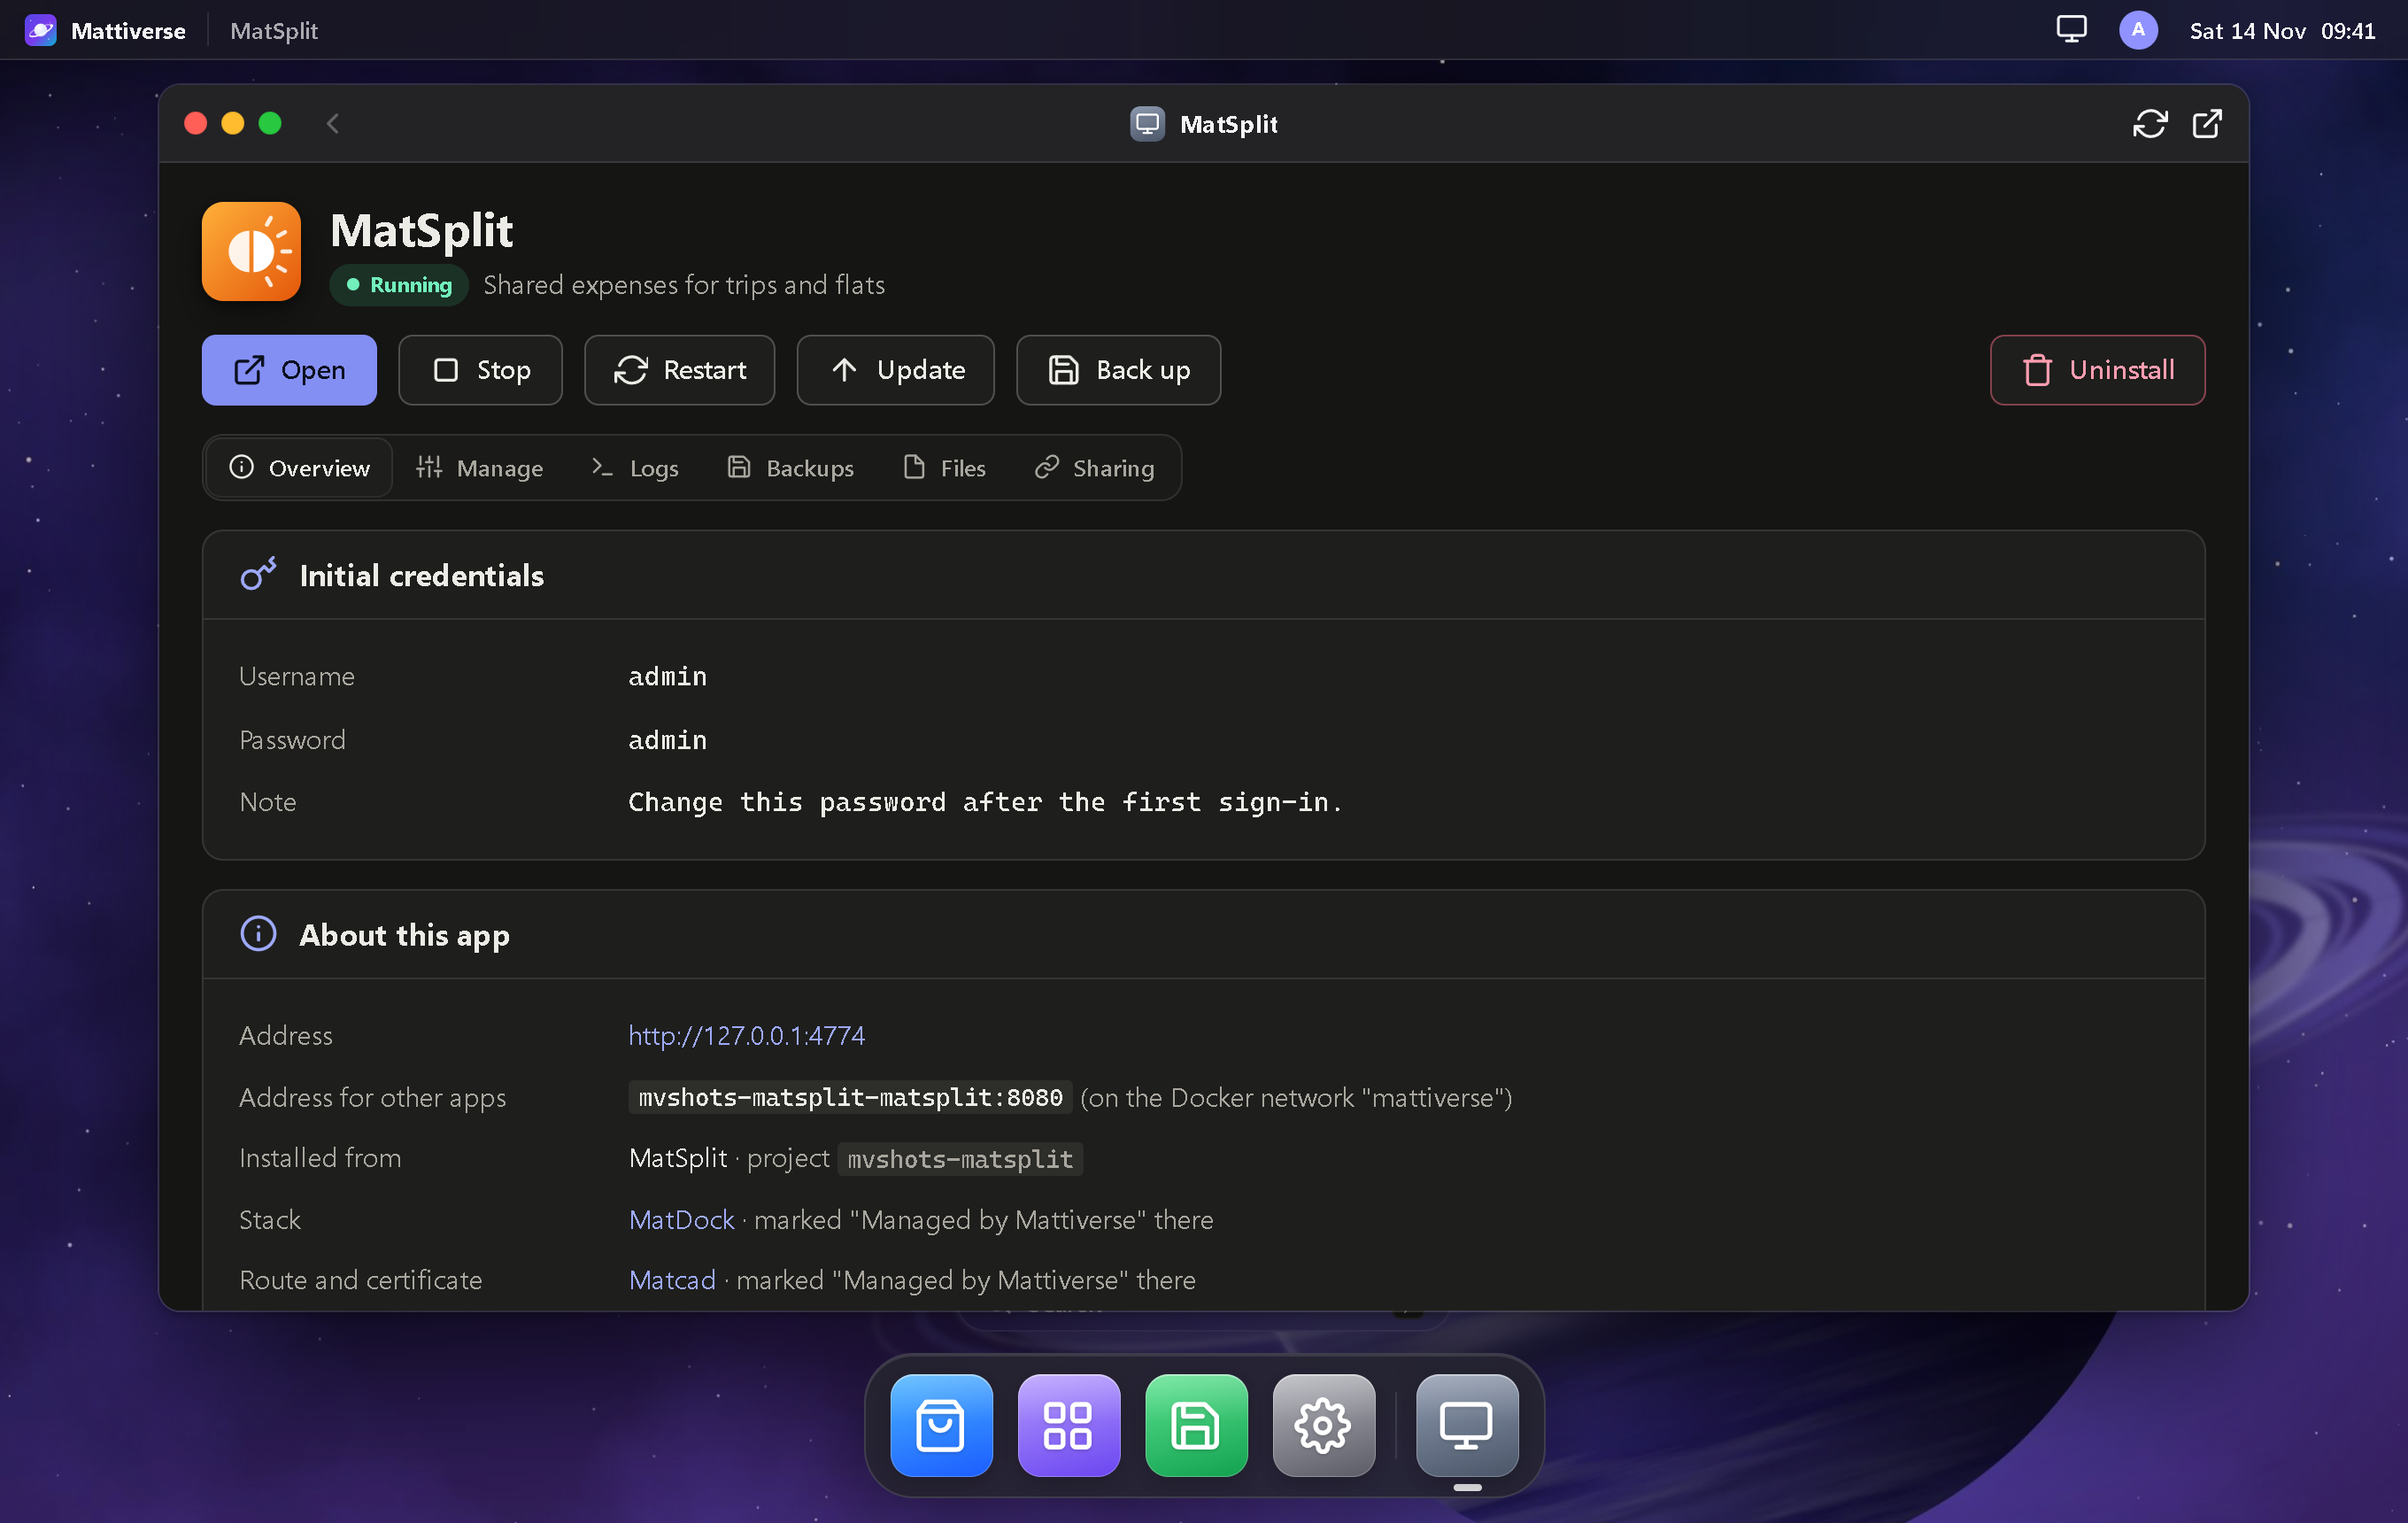 Mattiverse
MatSplit
A
Sat 14 Nov 09:41
MatSplit
MatSplit
Running
Shared expenses for trips and flats
Open
Stop
Restart
Update
Back up
Uninstall
Overview
Manage
Logs
Backups
Files
Sharing
Initial credentials
Username admin
Password admin
Note Change this password after the first sign-in.
About this app
Address http://127.0.0.1:4774
Address for other apps mvshots-matsplit-matsplit:8080 (on the Docker network "mattiverse")
Installed from MatSplit · project mvshots-matsplit
Stack MatDock · marked "Managed by Mattiverse" there
Route and certificate Matcad · marked "Managed by Mattiverse" there